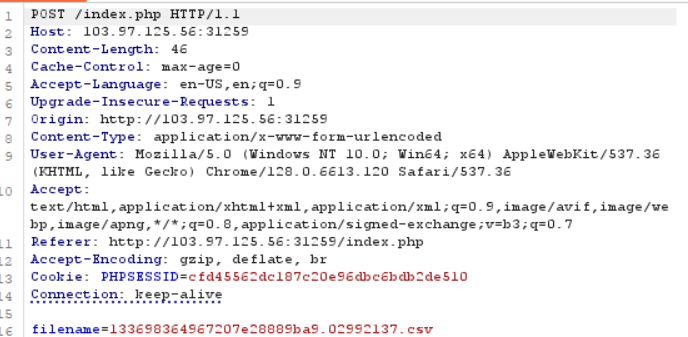 1 POST /index.php HTTP/1.1
2 Host: 103.97.125.56:31259
3 Content-Length: 46
4 Cache-Control: max-age=0
5 Accept-Language: en-US,en;q=0.9
6 Upgrade-Insecure-Requests: 1
7 Origin: http://103.97.125.56:31259
8 Content-Type: application/x-www-form-urlencoded
9 User-Agent: Mozilla/5.0 (Windows NT 10.0; Win64; x64) AppleWebKit/537.36
(KHTML, like Gecko) Chrome/128.0.6613.120 Safari/537.36
10 Accept:
text/html,application/xhtml+xml,application/xml;q=0.9,image/avif,image/we
bp,image/apng,*/*;q=0.8,application/signed-exchange;v=b3;q=0.7
11 Referer: http://103.97.125.56:31259/index.php
12 Accept-Encoding: gzip, deflate, br
13 Cookie: PHPSESSID=cfd45562dc187c20e96dbc6bdb2de510
14 Connection: keep-alive
15
16 filename=133698364967207e28889ba9.02992137.csv